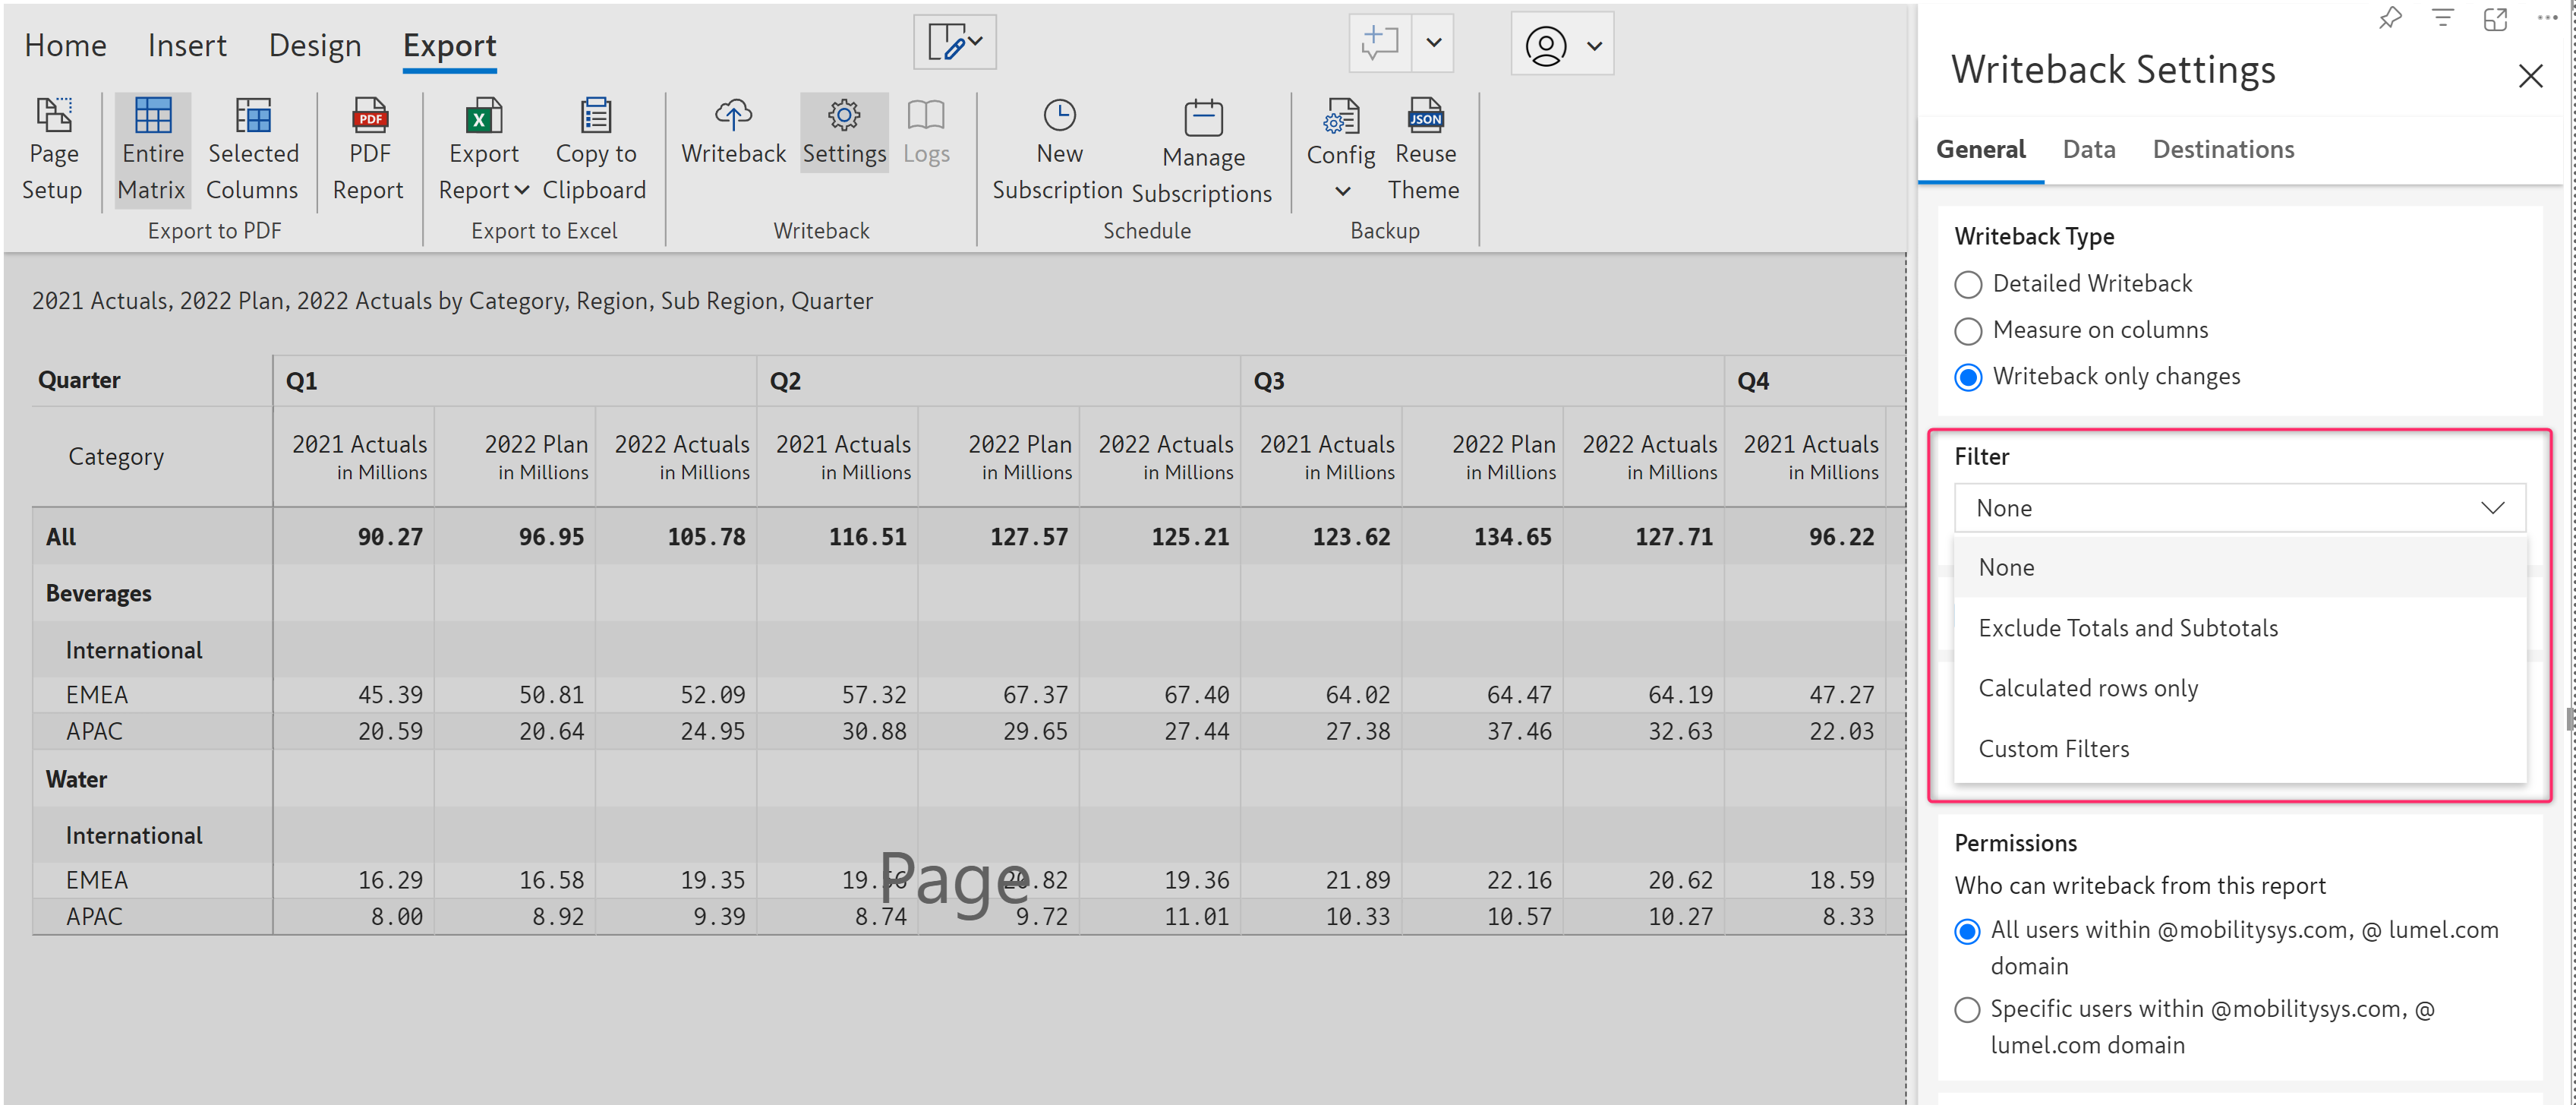 Home Insert Design Export
Page Setup
Entire Matrix
Selected Columns
Export to PDF
PDF Report
Export Report
Copy to Clipboard
Export to Excel
Writeback
Settings
Logs
Writeback
New Subscription
Manage Subscriptions
Schedule
Config
Reuse Theme
Backup
PDF
X
JSON
2021 Actuals, 2022 Plan, 2022 Actuals by Category, Region, Sub Region, Quarter
Quarter Q1 Q2 Q3 Q4
Category 2021 Actuals 2022 Plan 2022 Actuals 2021 Actuals 2022 Plan 2022 Actuals 2021 Actuals 2022 Plan 2022 Actuals 2021 Actuals
in Millions in Millions in Millions in Millions in Millions in Millions in Millions in Millions in Millions in Millions
All 90.27 96.95 105.78 116.51 127.57 125.21 123.62 134.65 127.71 96.22
Beverages
International
EMEA 45.39 50.81 52.09 57.32 67.37 67.40 64.02 64.47 64.19 47.27
APAC 20.59 20.64 24.95 30.88 29.65 27.44 27.38 37.46 32.63 22.03
Water
International
EMEA 16.29 16.58 19.35 19.36 21.89 22.16 20.62 18.59
APAC 8.00 8.92 9.39 8.74 9.72 11.01 10.33 10.57 10.27 8.33
Page
Writeback Settings
General Data Destinations
Writeback Type
Detailed Writeback
Measure on columns
Writeback only changes
Filter
None
None
Exclude Totals and Subtotals
Calculated rows only
Custom Filters
Permissions
Who can writeback from this report
All users within @mobilitysys.com, @ lumel.com
domain
Specific users within @mobilitysys.com, @
lumel.com domain